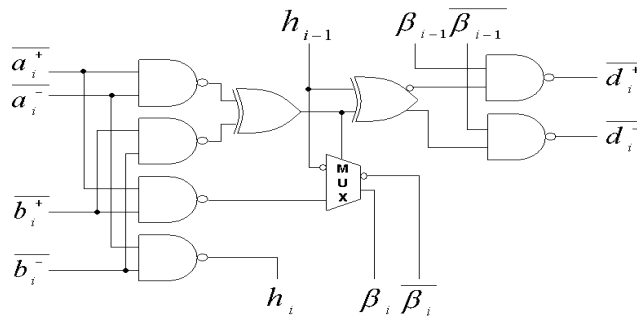 h_{i-1}
β_{i-1} \overline{β_{i-1}}
\overline{a_i^+}
\overline{a_i^-}
\overline{d_i^+}
\overline{d_i^-}
MUX
\overline{b_i^+}
\overline{b_i^-}
h_i
β_i \overline{β_i}